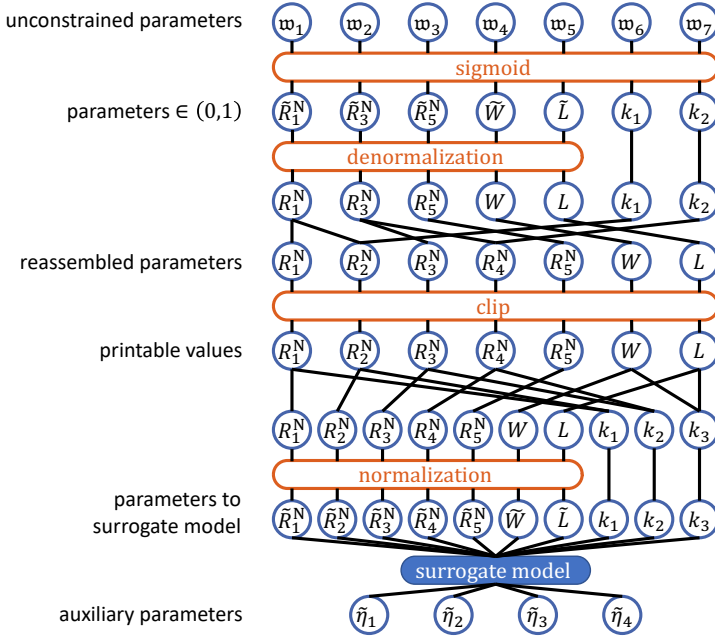 unconstrained parameters 𝔴₁ 𝔴₂ 𝔴₃ 𝔴₄ 𝔴₅ 𝔴₆ 𝔴₇
sigmoid
parameters ∈ (0,1) R̃₁ᴺ R̃₃ᴺ R̃₅ᴺ W̃ L̃ k₁ k₂
denormalization
R₁ᴺ R₃ᴺ R₅ᴺ W L k₁ k₂
reassembled parameters R₁ᴺ R₂ᴺ R₃ᴺ R₄ᴺ R₅ᴺ W L
clip
printable values R₁ᴺ R₂ᴺ R₃ᴺ R₄ᴺ R₅ᴺ W L
R₁ᴺ R₂ᴺ R₃ᴺ R₄ᴺ R₅ᴺ W L k₁ k₂ k₃
normalization
parameters to
surrogate model R̃₁ᴺ R̃₂ᴺ R̃₃ᴺ R̃₄ᴺ R̃₅ᴺ W̃ L̃ k₁ k₂ k₃
surrogate model
auxiliary parameters η̃₁ η̃₂ η̃₃ η̃₄